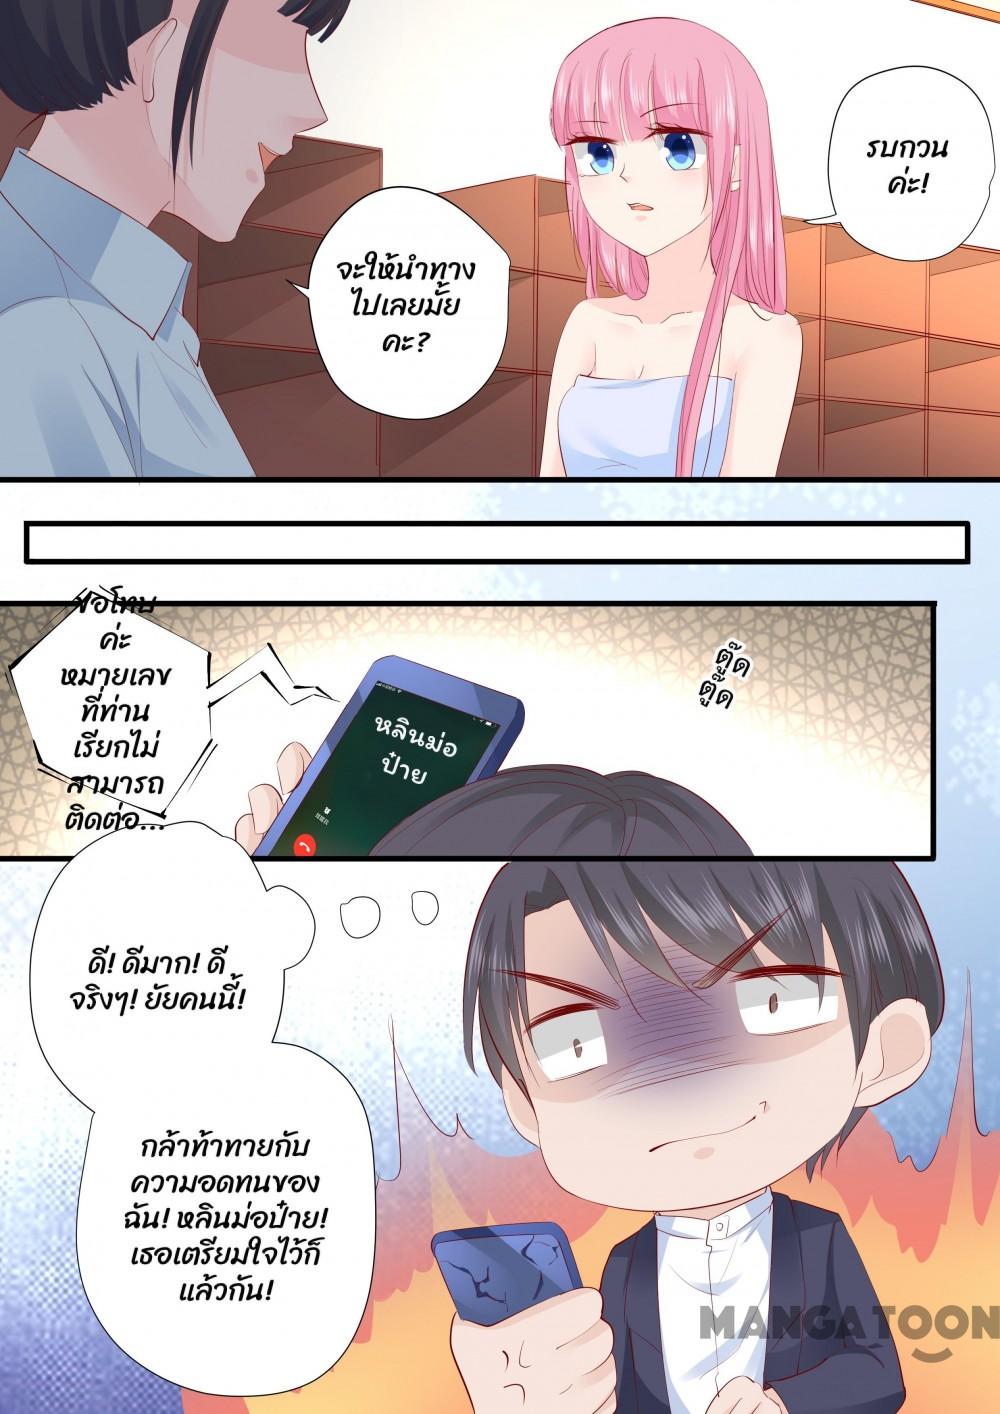 รบกวน
ค่ะ!
จะให้นำทาง
ไปเลยมั้ย
คะ?
ขอโทษ
ค่ะ
หมายเลข
ที่ท่าน
เรียกไม่
สามารถ
ติดต่อ...
ตู๊ด
ตู๊ด
หลินม่อ
ป๋าย
ดี! ดีมาก! ดี
จริงๆ! ยัยคนนี้!
กล้าท้าทายกับ
ความอดทนของ
ฉัน! หลินม่อป๋าย!
เธอเตรียมใจไว้ก็
แล้วกัน!
MANGATOON